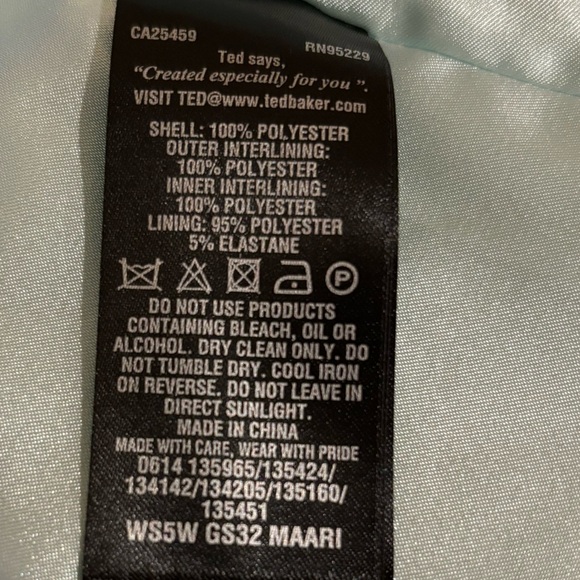 CA25459 RN95229
Ted says,
“Created especially for you”.
VISIT TED@www.tedbaker.com
SHELL: 100% POLYESTER
OUTER INTERLINING:
100% POLYESTER
INNER INTERLINING:
100% POLYESTER
LINING: 95% POLYESTER
5% ELASTANE
P
DO NOT USE PRODUCTS
CONTAINING BLEACH, OIL OR
ALCOHOL. DRY CLEAN ONLY. DO
NOT TUMBLE DRY. COOL IRON
ON REVERSE. DO NOT LEAVE IN
DIRECT SUNLIGHT.
MADE IN CHINA
MADE WITH CARE, WEAR WITH PRIDE
D614 135965/135424/
134142/134205/135160/
135451
WS5W GS32 MAARI